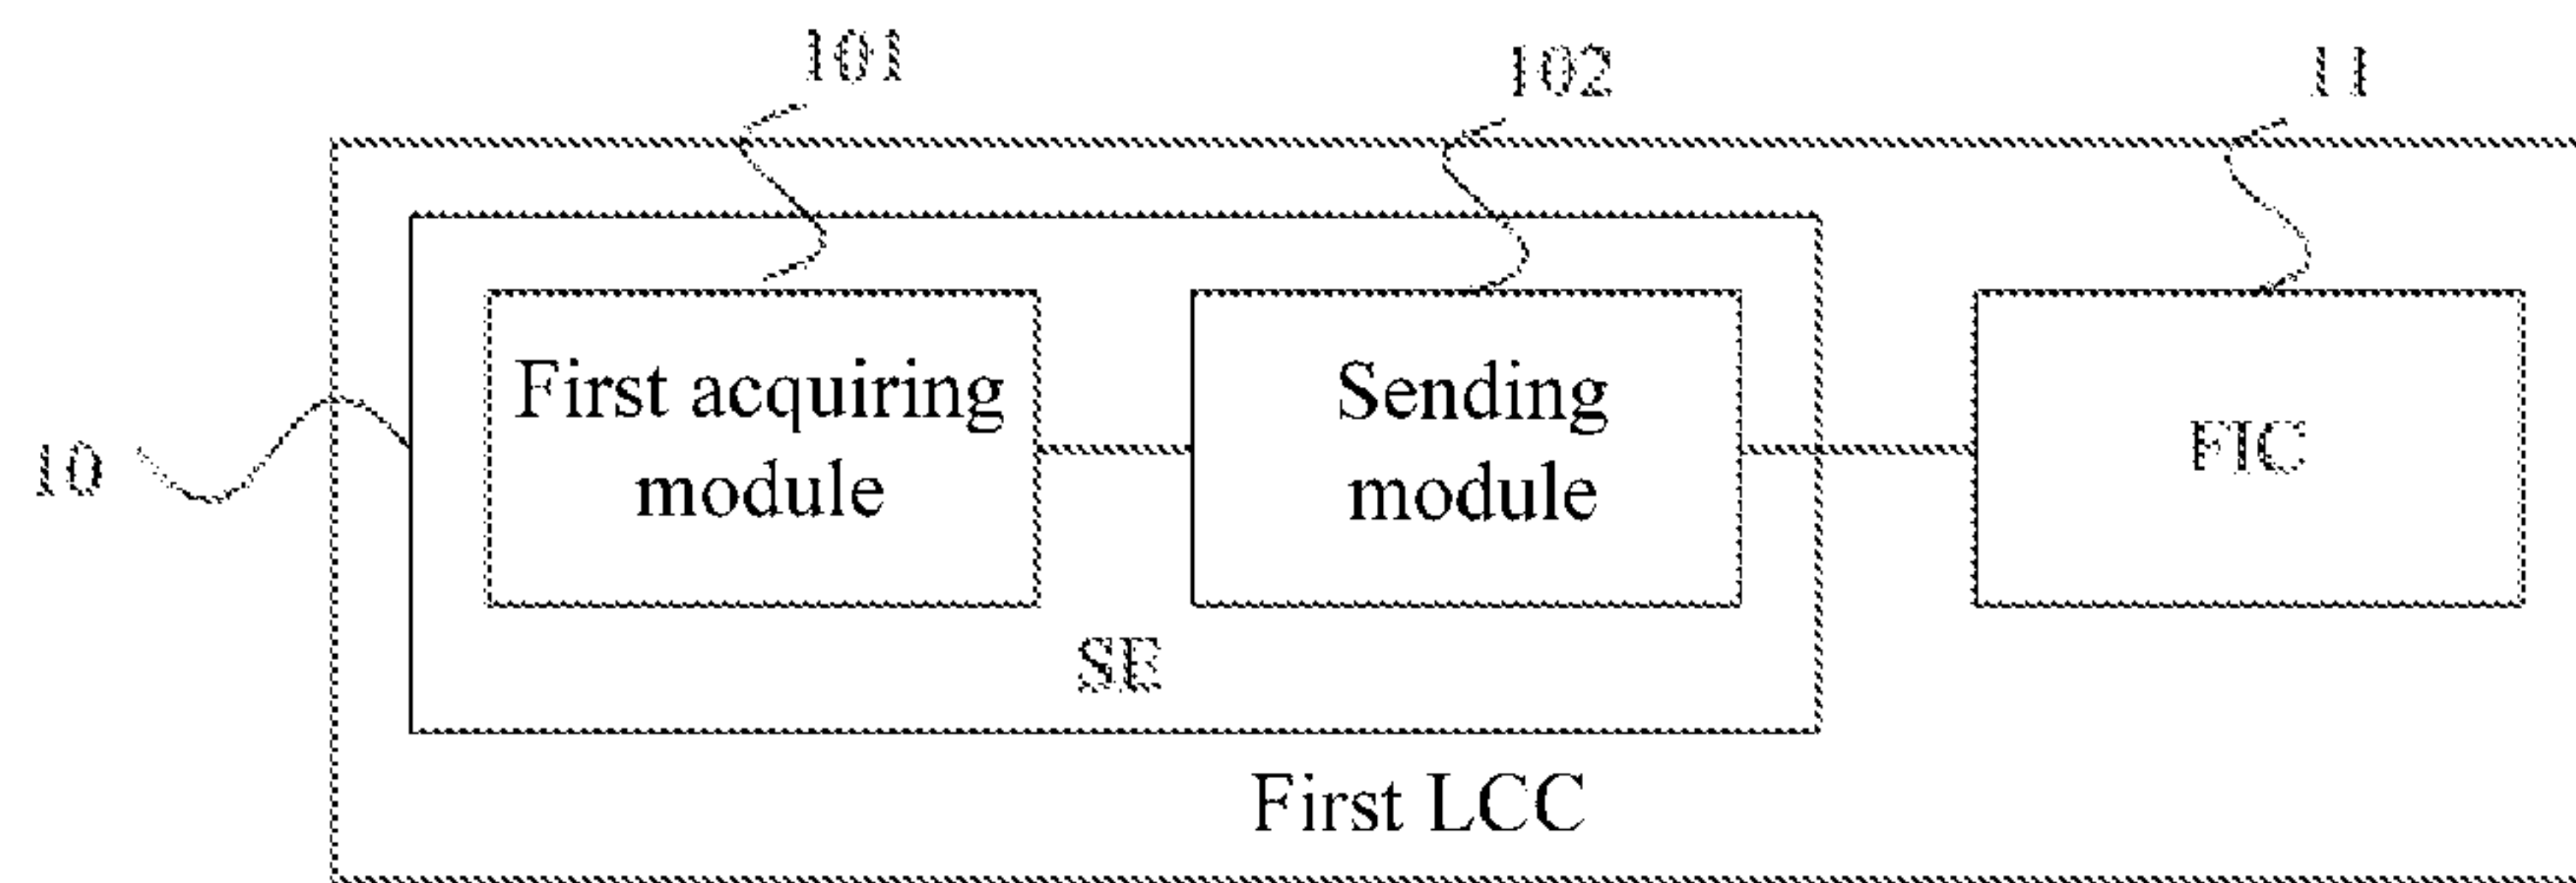 101
102
11
First acquiring
module
Sending
module
FIC
10
SE
First LCC